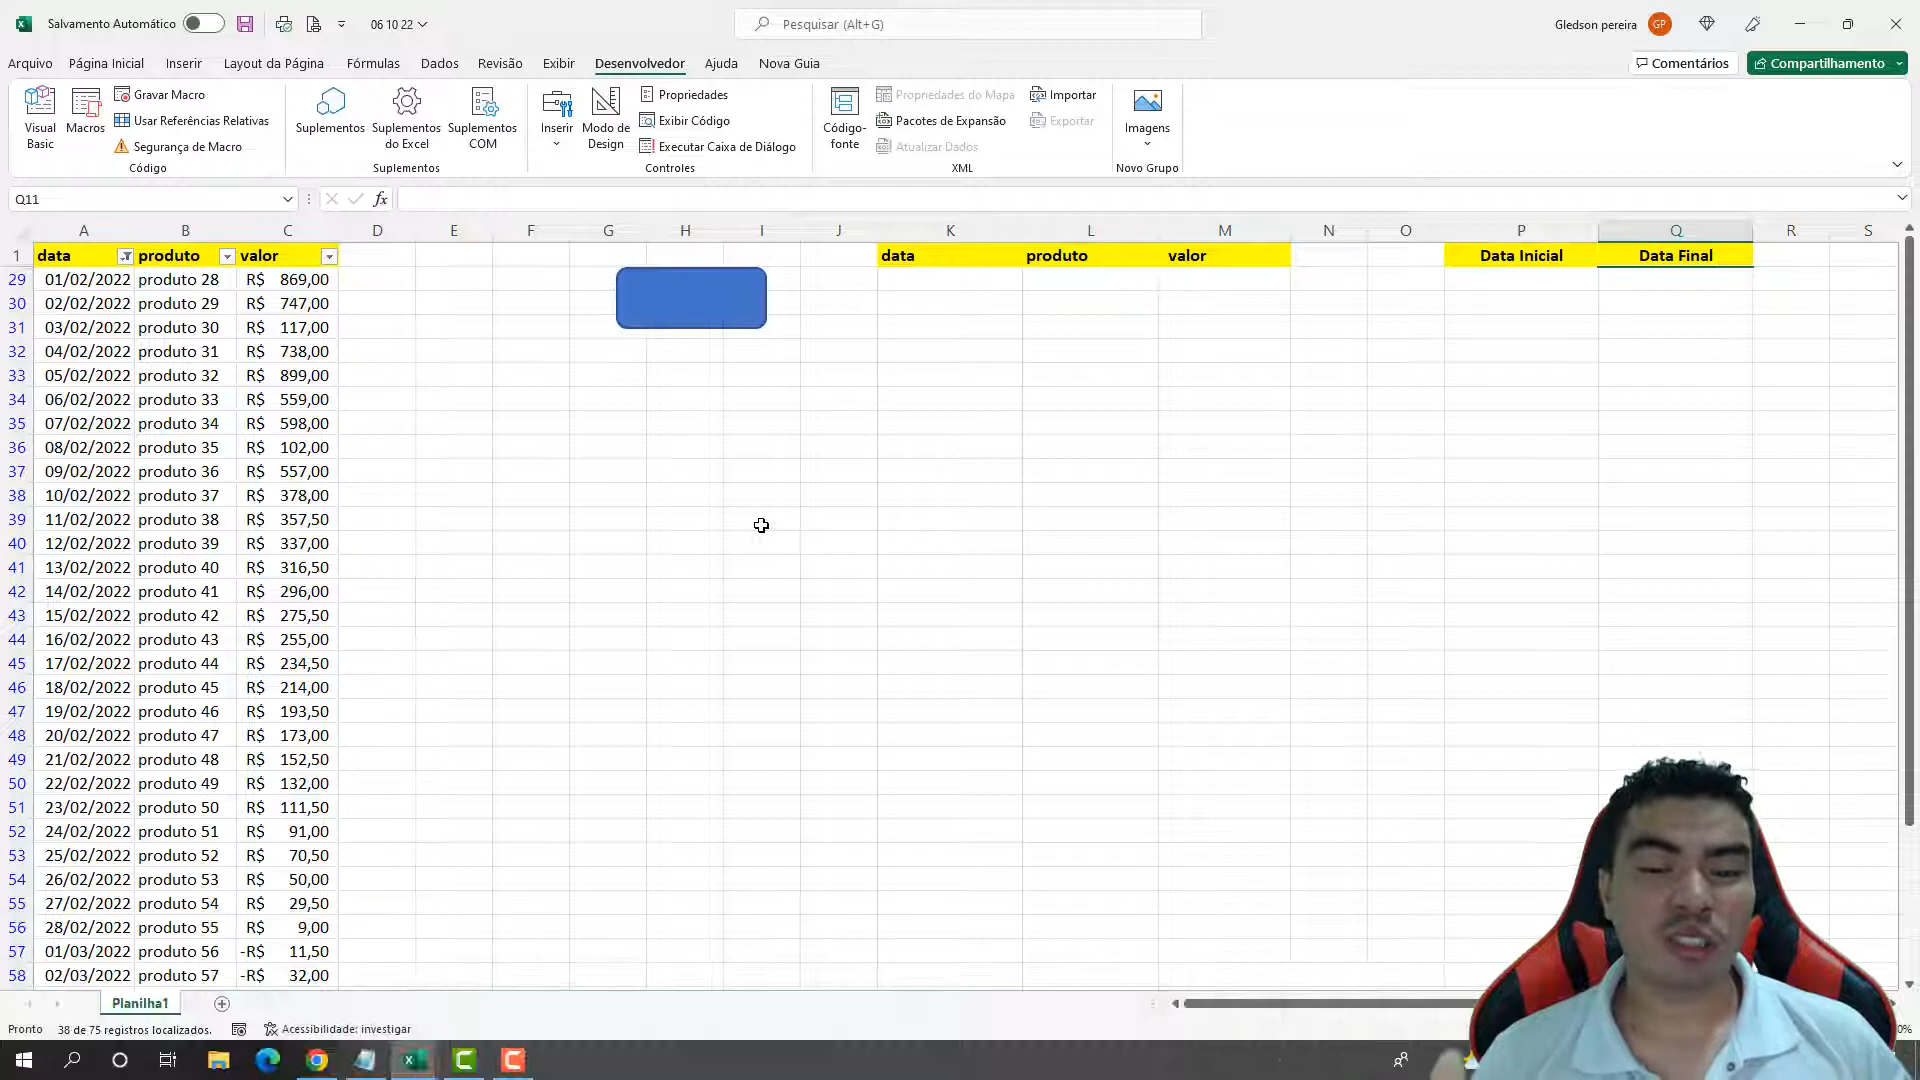 Salvamento Automático
06 10 22
Pesquisar (Alt+G)
Gledson pereira
GP
Arquivo
Página Inicial
Inserir
Layout da Página
Fórmulas
Dados
Revisão
Exibir
Desenvolvedor
Ajuda
Nova Guia
Comentários
Compartilhamento
Visual Basic
Macros
Gravar Macro
Usar Referências Relativas
Segurança de Macro
Código
Suplementos
Suplementos do Excel
Suplementos COM
Suplementos
Inserir
Modo de Design
Propriedades
Exibir Código
Executar Caixa de Diálogo
Controles
Código-fonte
Propriedades do Mapa
Pacotes de Expansão
Atualizar Dados
Importar
Exportar
XML
Imagens
Novo Grupo
Q11
fx
A B C D E F G H I J K L M N O P Q R S
1 data produto valor data produto valor Data Inicial Data Final
29 01/02/2022 produto 28 R$ 869,00
30 02/02/2022 produto 29 R$ 747,00
31 03/02/2022 produto 30 R$ 117,00
32 04/02/2022 produto 31 R$ 738,00
33 05/02/2022 produto 32 R$ 899,00
34 06/02/2022 produto 33 R$ 559,00
35 07/02/2022 produto 34 R$ 598,00
36 08/02/2022 produto 35 R$ 102,00
37 09/02/2022 produto 36 R$ 557,00
38 10/02/2022 produto 37 R$ 378,00
39 11/02/2022 produto 38 R$ 357,50
40 12/02/2022 produto 39 R$ 337,00
41 13/02/2022 produto 40 R$ 316,50
42 14/02/2022 produto 41 R$ 296,00
43 15/02/2022 produto 42 R$ 275,50
44 16/02/2022 produto 43 R$ 255,00
45 17/02/2022 produto 44 R$ 234,50
46 18/02/2022 produto 45 R$ 214,00
47 19/02/2022 produto 46 R$ 193,50
48 20/02/2022 produto 47 R$ 173,00
49 21/02/2022 produto 48 R$ 152,50
50 22/02/2022 produto 49 R$ 132,00
51 23/02/2022 produto 50 R$ 111,50
52 24/02/2022 produto 51 R$ 91,00
53 25/02/2022 produto 52 R$ 70,50
54 26/02/2022 produto 53 R$ 50,00
55 27/02/2022 produto 54 R$ 29,50
56 28/02/2022 produto 55 R$ 9,00
57 01/03/2022 produto 56 -R$ 11,50
58 02/03/2022 produto 57 -R$ 32,00
Planilha1
Pronto
38 de 75 registros localizados.
Acessibilidade: investigar